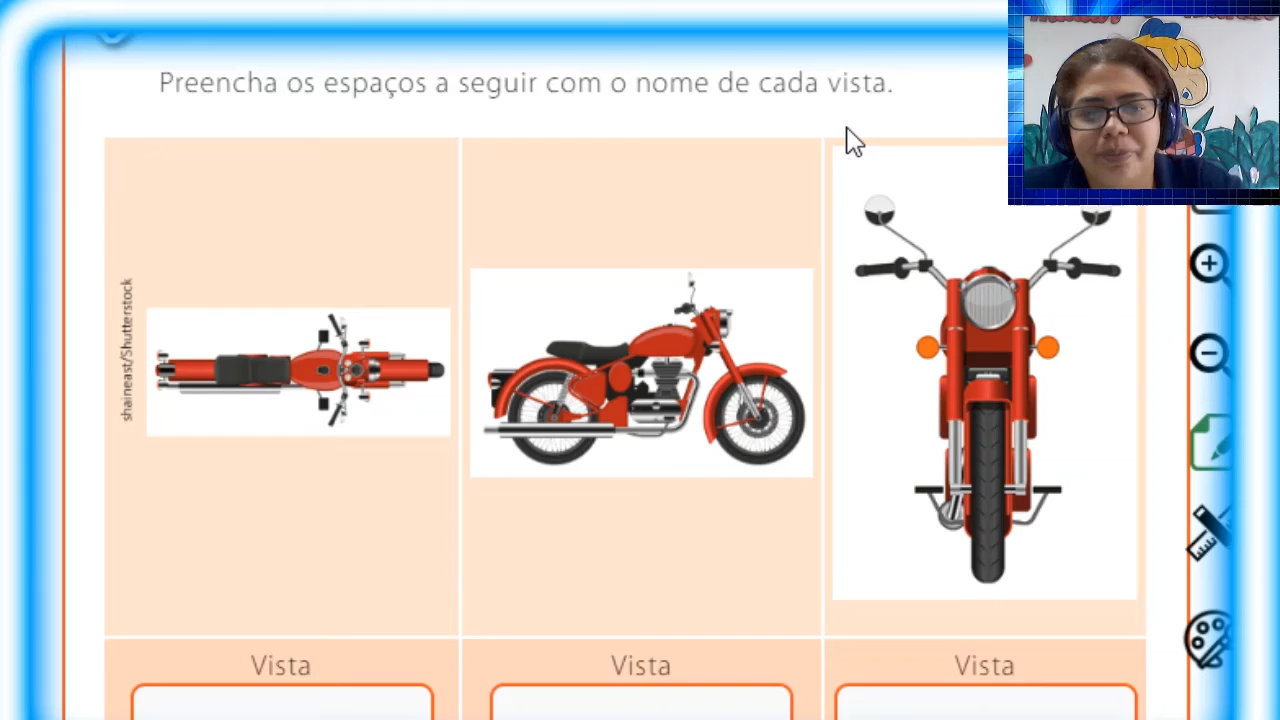 Preencha os espaços a seguir com o nome de cada vista.
shaineast/Shutterstock
Vista
Vista
Vista